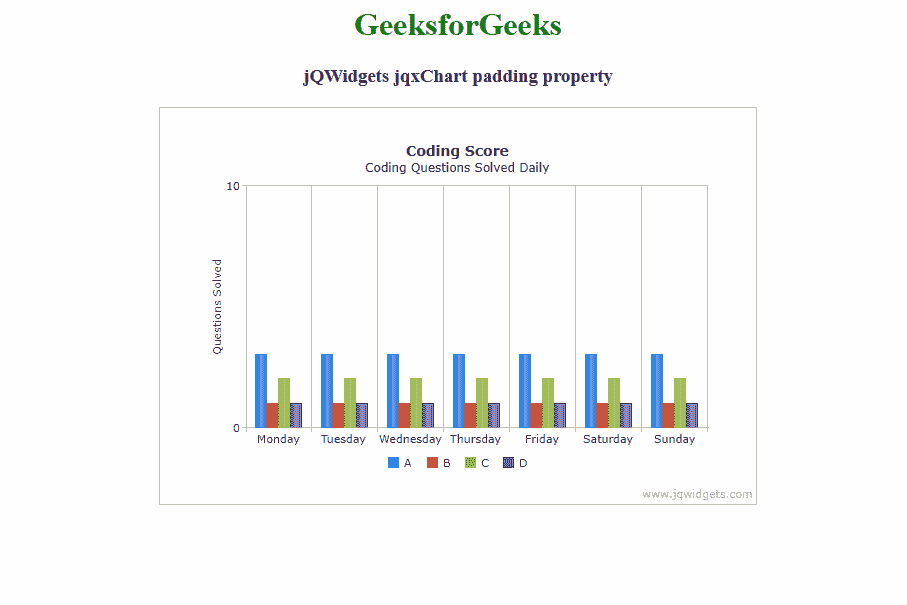 GeeksforGeeks
jQWidgets jqxChart padding property
Coding Score
Coding Questions Solved Daily
10
Questions Solved
0
Monday Tuesday Wednesday Thursday Friday Saturday Sunday
A B C D
www.jqwidgets.com